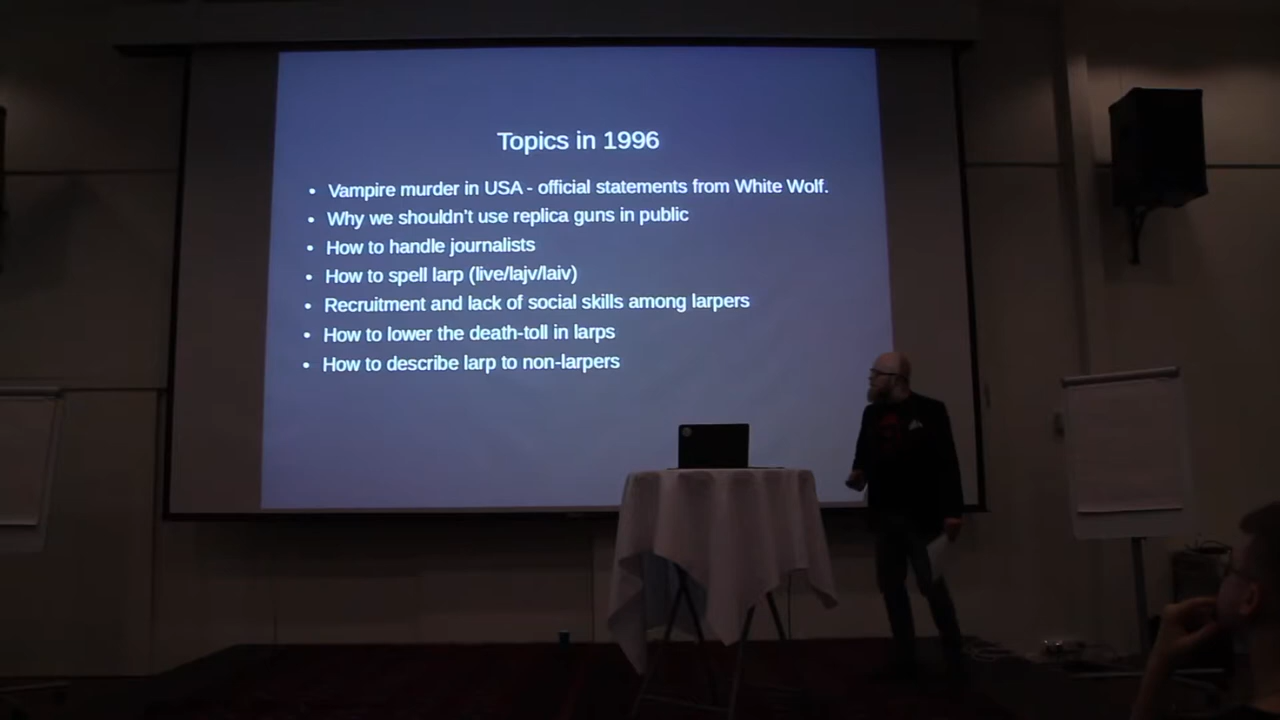 Topics in 1996
• Vampire murder in USA - official statements from White Wolf.
• Why we shouldn't use replica guns in public
• How to handle journalists
• How to spell larp (live/lajv/laiv)
• Recruitment and lack of social skills among larpers
• How to lower the death-toll in larps
• How to describe larp to non-larpers